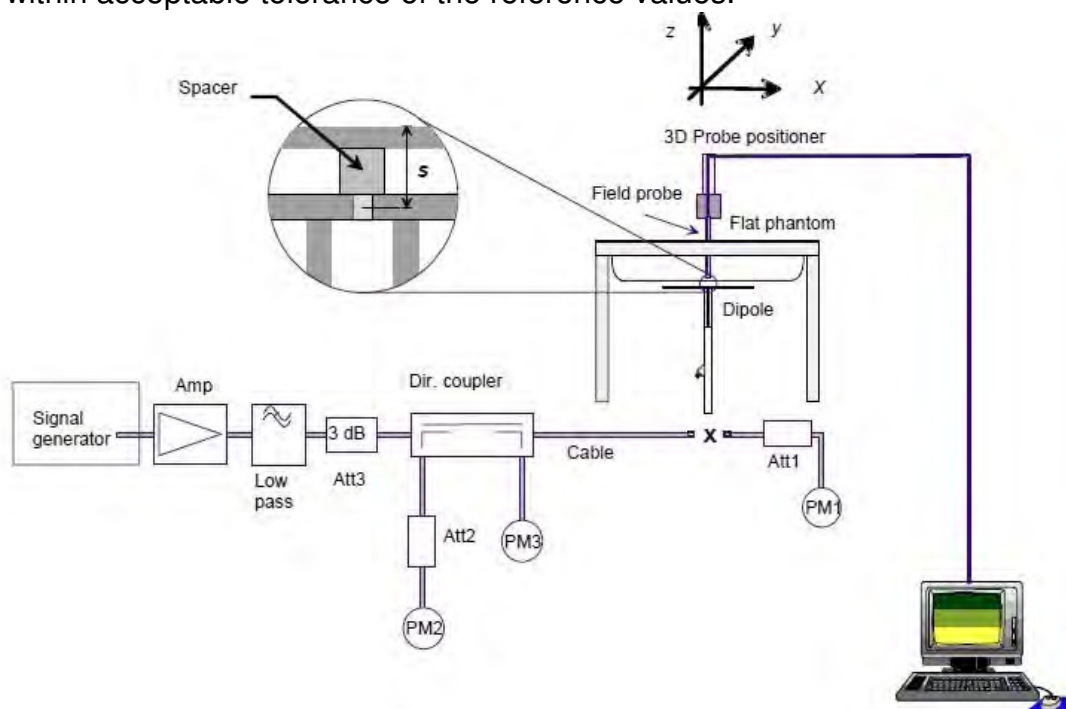 within acceptable tolerance of the reference values.
z
y
x
Spacer
s
3D Probe positioner
Field probe
Flat phantom
Dipole
Signal
generator
Amp
Low
pass
3 dB
Att3
Dir. coupler
Cable
X
Att1
PM1
Att2
PM3
PM2